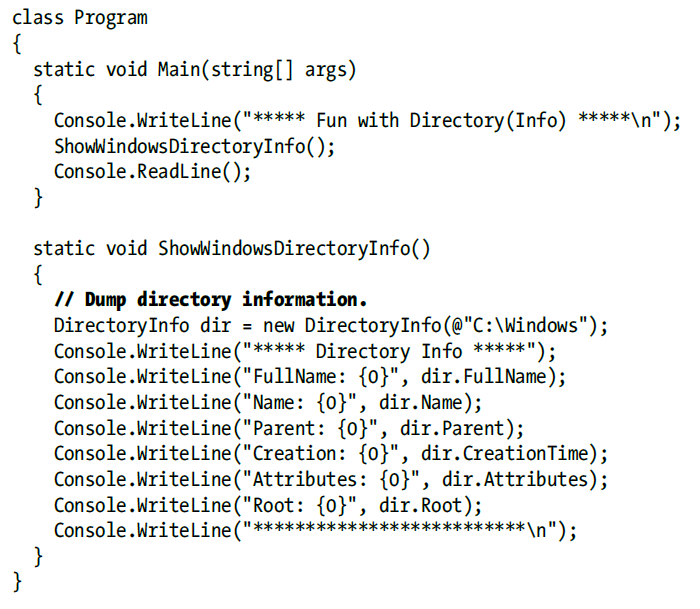 class Program
{
  static void Main(string[] args)
  {
    Console.WriteLine("***** Fun with Directory(Info) *****\n");
    ShowWindowsDirectoryInfo();
    Console.ReadLine();
  }

  static void ShowWindowsDirectoryInfo()
  {
    // Dump directory information.
    DirectoryInfo dir = new DirectoryInfo(@"C:\Windows");
    Console.WriteLine("***** Directory Info *****");
    Console.WriteLine("FullName: {0}", dir.FullName);
    Console.WriteLine("Name: {0}", dir.Name);
    Console.WriteLine("Parent: {0}", dir.Parent);
    Console.WriteLine("Creation: {0}", dir.CreationTime);
    Console.WriteLine("Attributes: {0}", dir.Attributes);
    Console.WriteLine("Root: {0}", dir.Root);
    Console.WriteLine("**************************\n");
  }
}